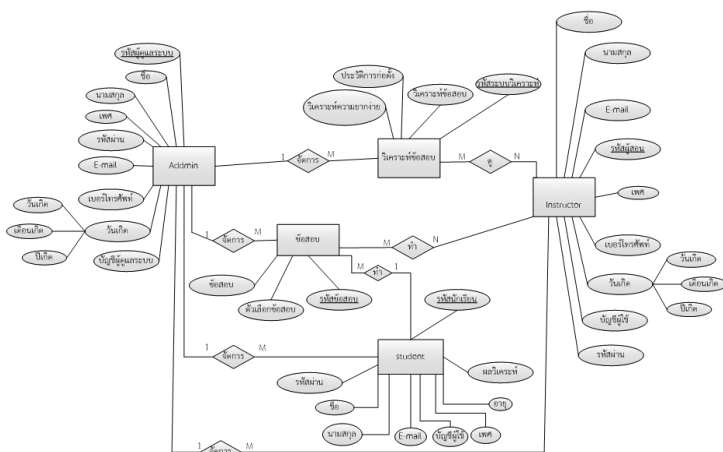 ชื่อ
รหัสผู้ดูแลระบบ
นามสกุล
ชื่อ
ประวัติการก่อตั้ง
รหัสระบบวิเคราะห์
วิเคราะห์ข้อสอบ
นามสกุล
วิเคราะห์ความยากง่าย
E-mail
เพศ
รหัสผ่าน
รหัสผู้สอน
1
M
M
N
Addmin
จัดการ
วิเคราะห์ข้อสอบ
ดู
E-mail
เพศ
เบอร์โทรศัพท์
Instructor
วันเกิด
เดือนเกิด
วันเกิด
ปีเกิด
1
จัดการ
M
ข้อสอบ
M
ทำ
N
เบอร์โทรศัพท์
บัญชีผู้ดูแลระบบ
วันเกิด
M
ทำ
1
ข้อสอบ
วันเกิด
เดือนเกิด
ตัวเลือกข้อสอบ
รหัสข้อสอบ
รหัสนักเรียน
ปีเกิด
บัญชีผู้ใช้
1
จัดการ
M
student
รหัสผ่าน
ผลวิเคระห์
รหัสผ่าน
ชื่อ
อายุ
นามสกุล
E-mail
บัญชีผู้ใช้
เพศ
1
จัดการ
M